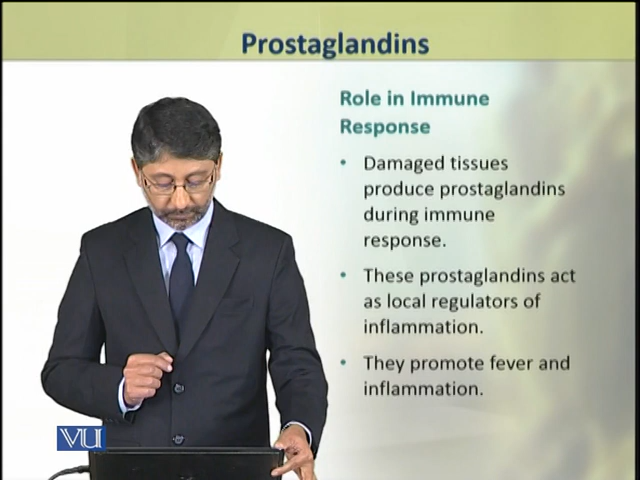 Prostaglandins
Role in Immune
Response
• Damaged tissues
produce prostaglandins
during immune
response.
• These prostaglandins act
as local regulators of
inflammation.
• They promote fever and
inflammation.
VU